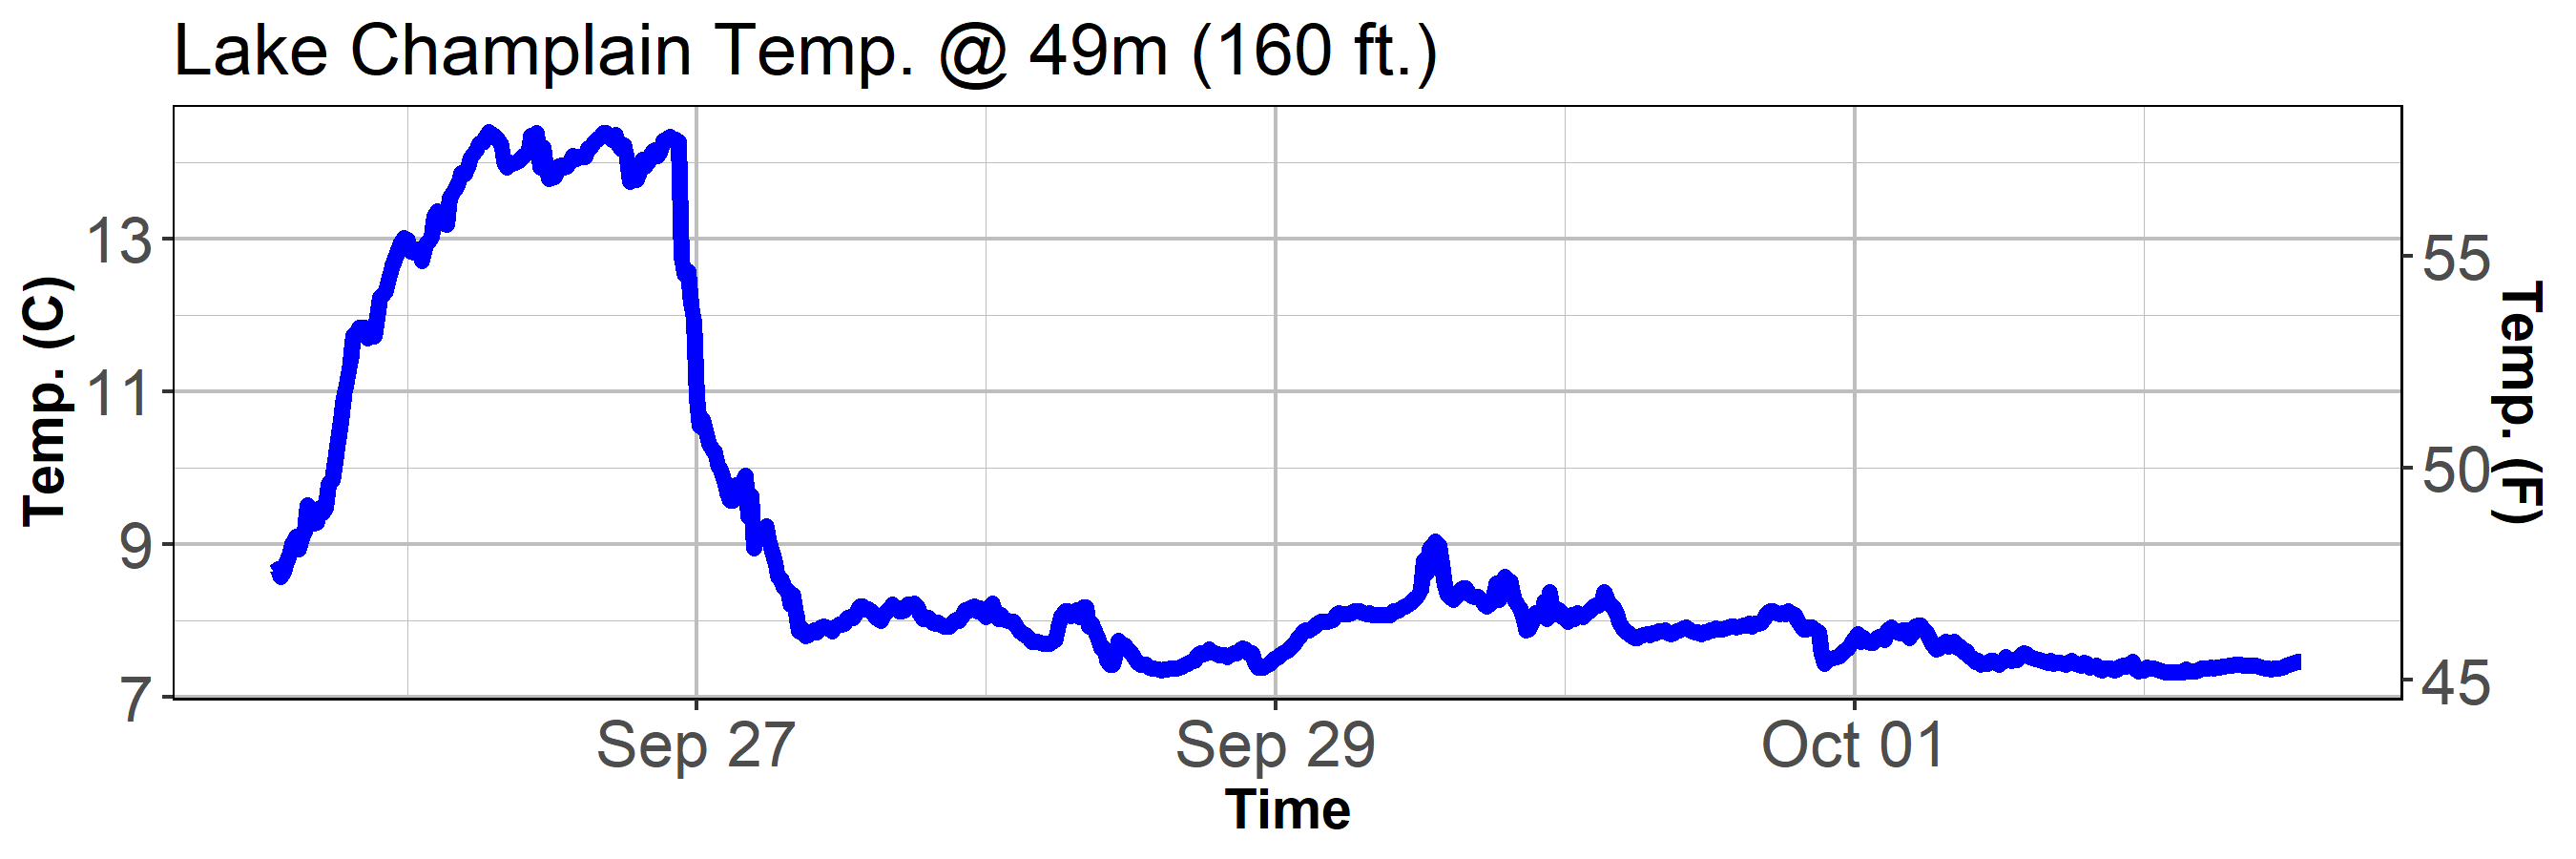 Lake Champlain Temp. @ 49m (160 ft.)
Temp. (C)
13
11
9
7
55
50
45
Temp. (F)
Sep 27
Sep 29
Oct 01
Time